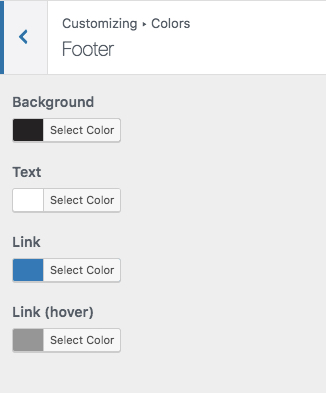 Customizing ▸ Colors
Footer
Background
Select Color
Text
Select Color
Link
Select Color
Link (hover)
Select Color